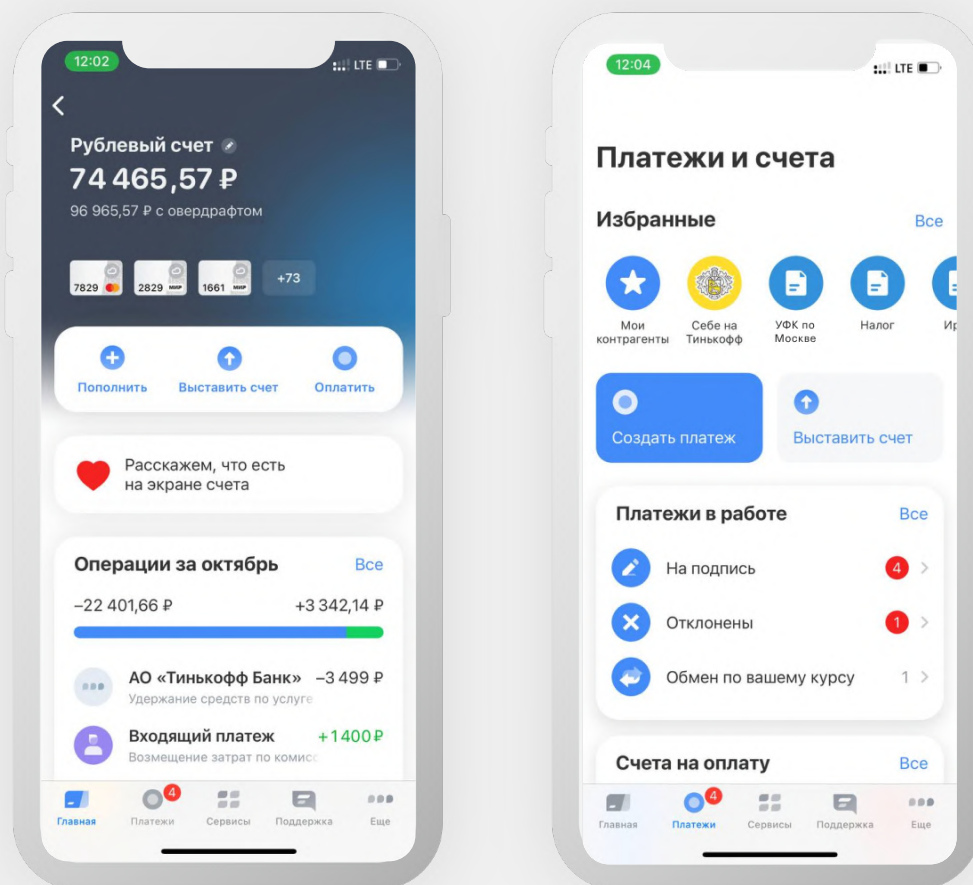 12:02
LTE
Рублевый счет
74 465,57 ₽
96 965,57 ₽ с овердрафтом
7829
2829 МИР
1661 МИР
+73
Пополнить
Выставить счет
Оплатить
Расскажем, что есть
на экране счета
Операции за октябрь
Все
–22 401,66 ₽
+3 342,14 ₽
АО «Тинькофф Банк» –3 499 ₽
Удержание средств по услуге
Входящий платеж +1 400 ₽
Возмещение затрат по комисс
4
Главная
Платежи
Сервисы
Поддержка
Еще
12:04
LTE
Платежи и счета
Избранные
Все
Мои
контрагенты
Себе на
Тинькофф
УФК по
Москве
Налог
Создать платеж
Выставить счет
Платежи в работе
Все
На подпись 4
Отклонены 1
Обмен по вашему курсу 1
Счета на оплату
Все
4
Главная
Платежи
Сервисы
Поддержка
Еще